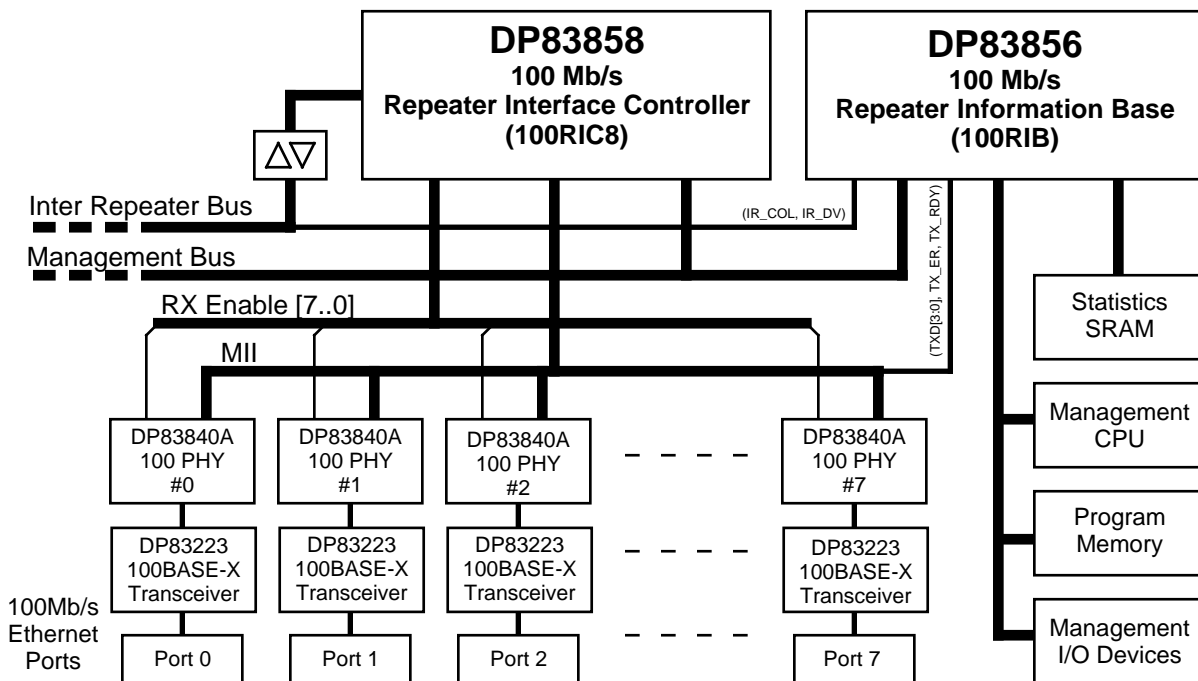 DP83858
100 Mb/s
Repeater Interface Controller
(100RIC8)
DP83856
100 Mb/s
Repeater Information Base
(100RIB)
Inter Repeater Bus
(IR_COL, IR_DV)
Management Bus
(TXD[3:0], TX_ER, TX_RDY)
RX Enable [7..0]
MII
Statistics
SRAM
Management
CPU
Program
Memory
Management
I/O Devices
DP83840A
100 PHY
#0
DP83840A
100 PHY
#1
DP83840A
100 PHY
#2
DP83840A
100 PHY
#7
DP83223
100BASE-X
Transceiver
DP83223
100BASE-X
Transceiver
DP83223
100BASE-X
Transceiver
DP83223
100BASE-X
Transceiver
100Mb/s
Ethernet
Ports
Port 0
Port 1
Port 2
Port 7